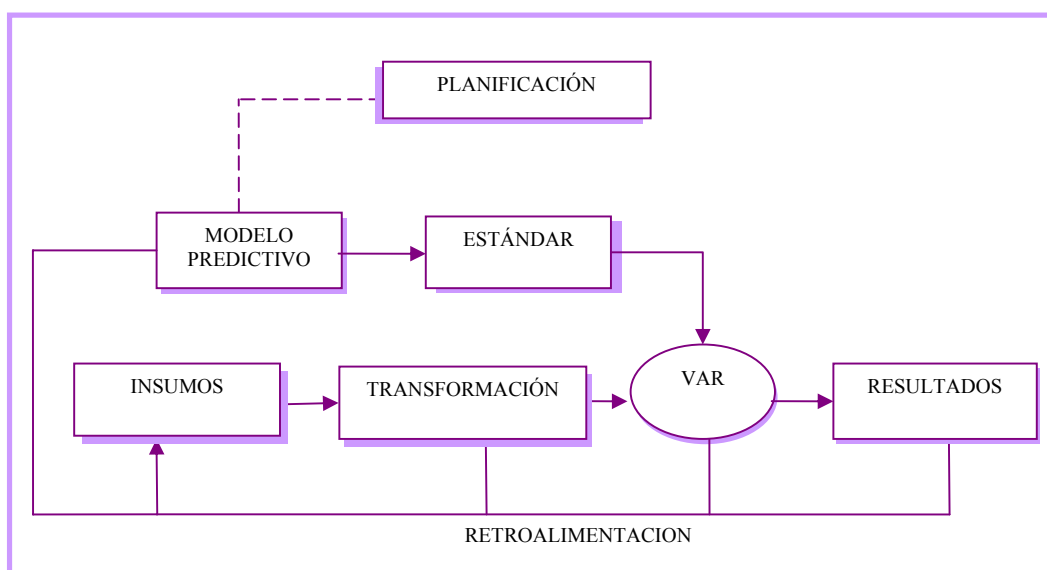 PLANIFICACIÓN
MODELO
PREDICTIVO
ESTÁNDAR
INSUMOS
TRANSFORMACIÓN
VAR
RESULTADOS
RETROALIMENTACION